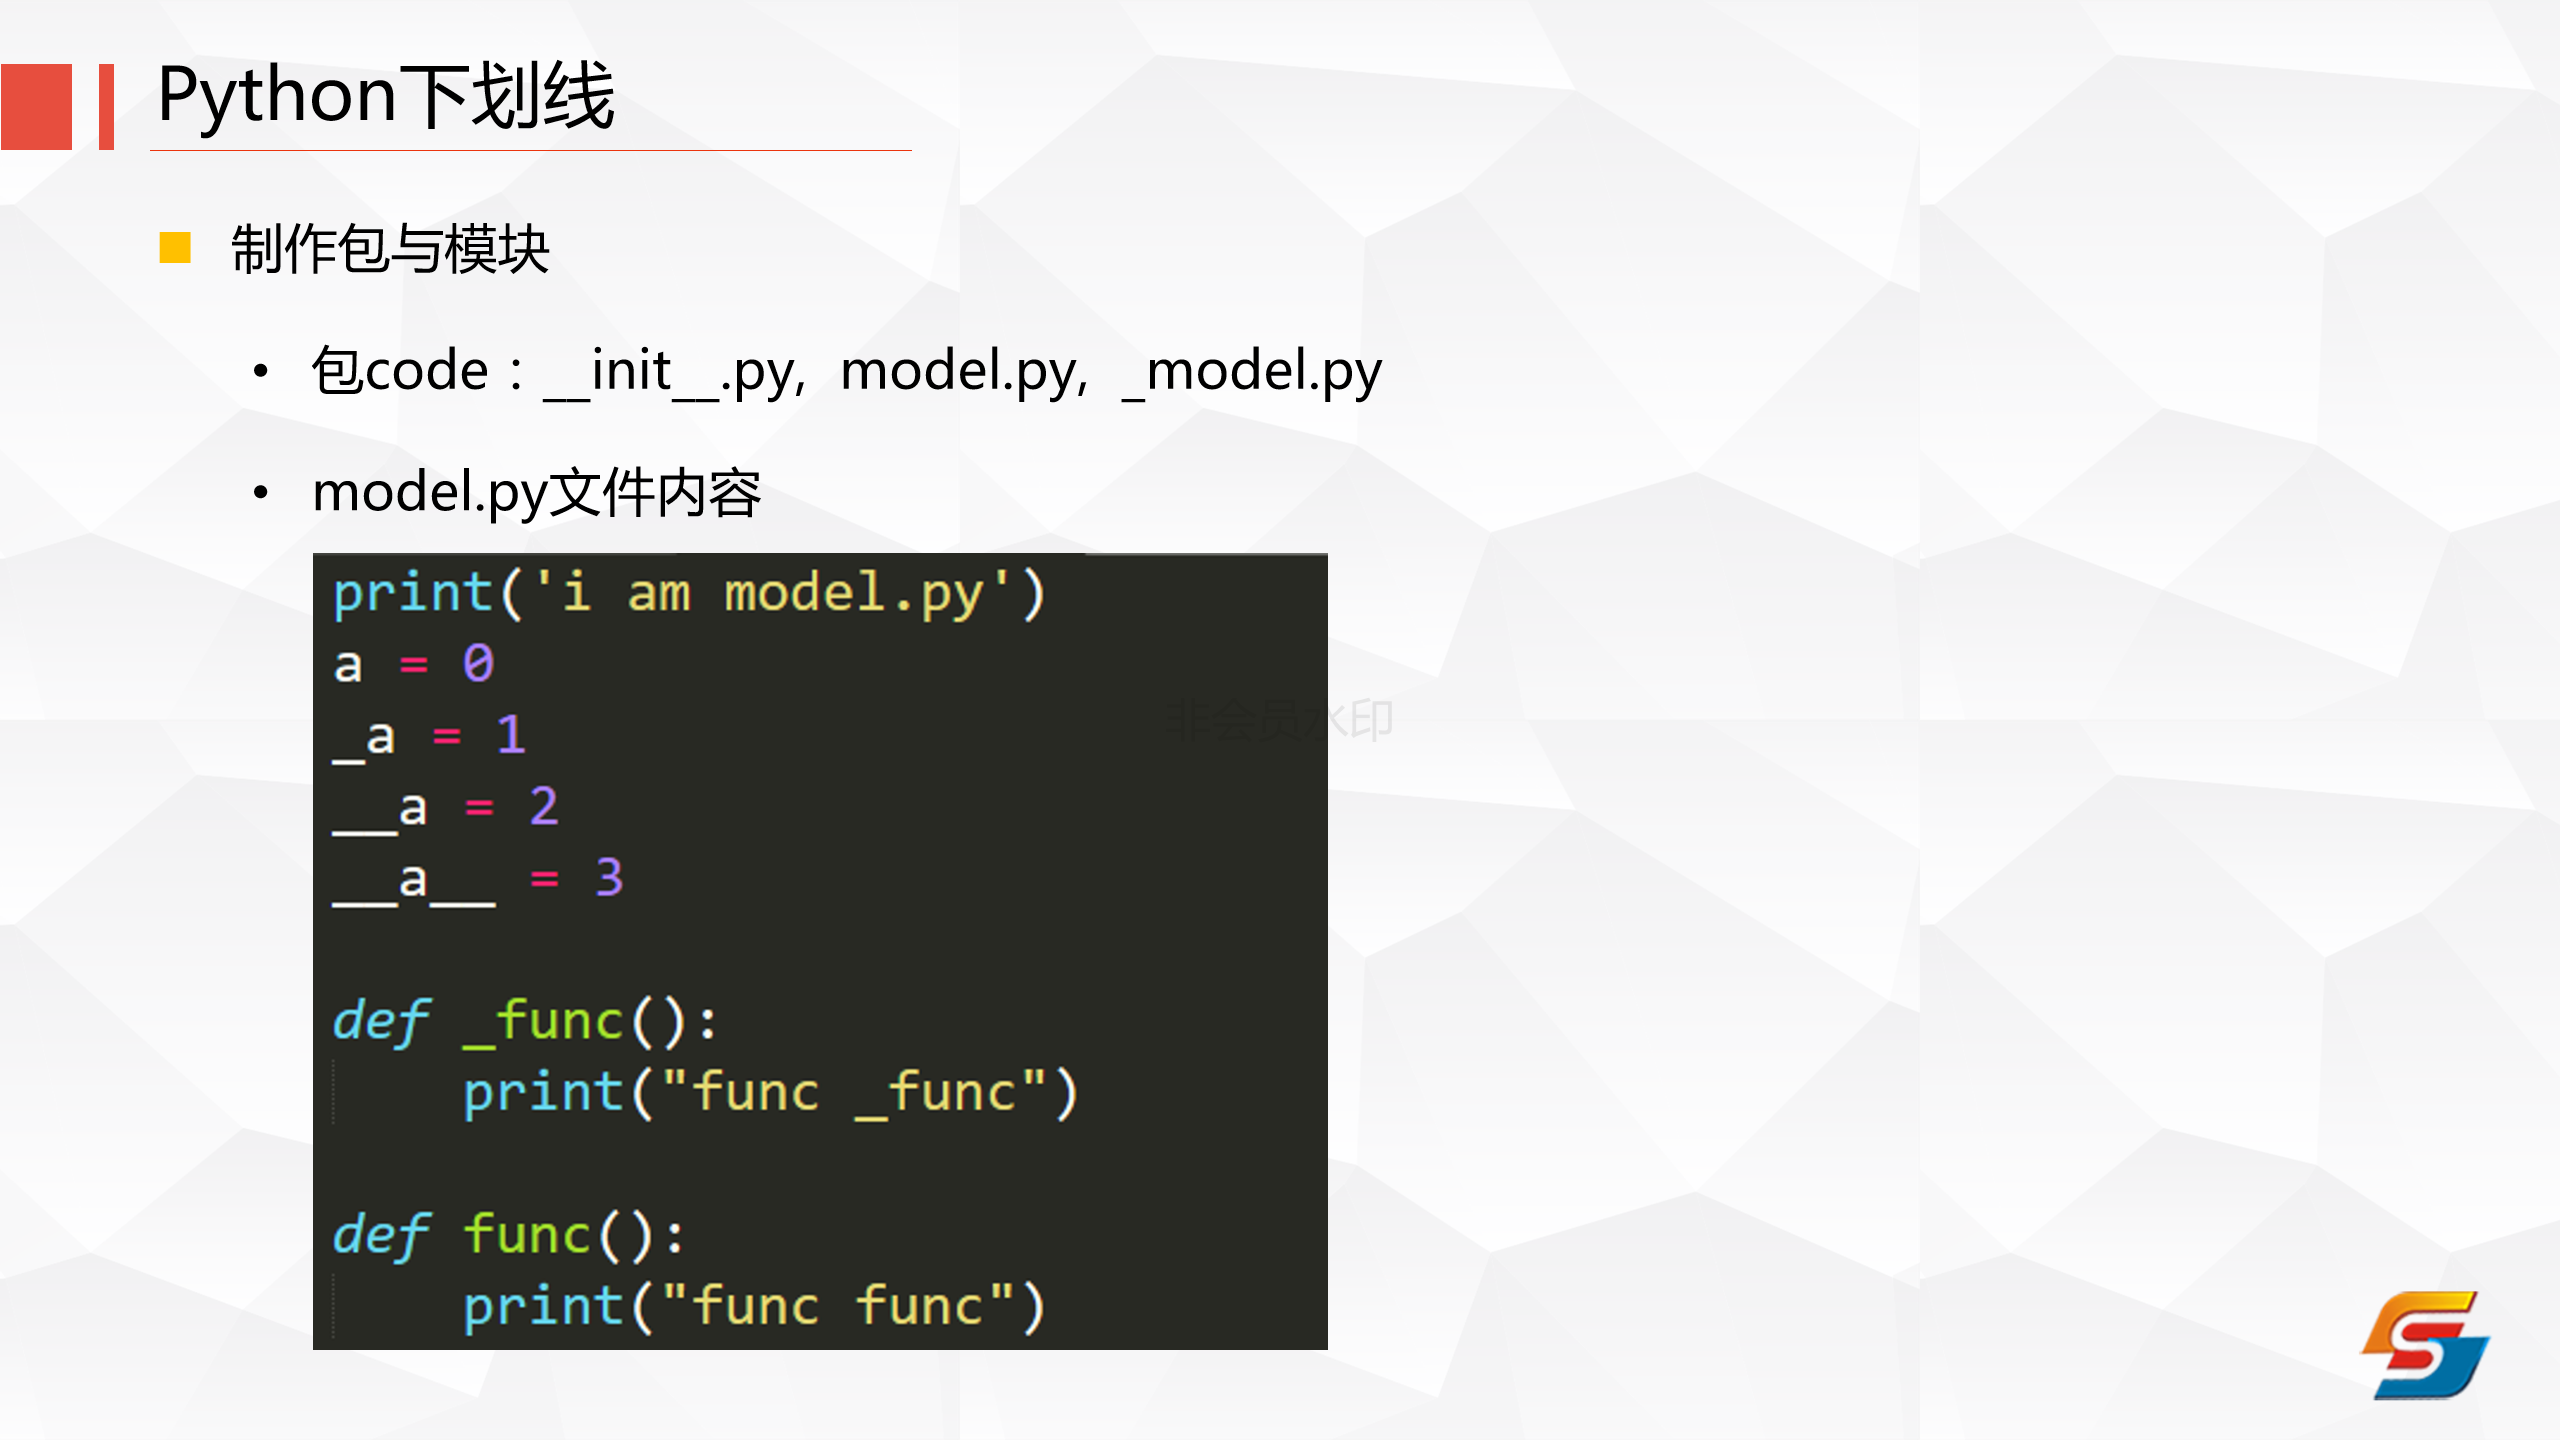 Python下划线
制作包与模块
• 包code：__init__.py, model.py, _model.py
• model.py文件内容
print('i am model.py')
a = 0
_a = 1
__a = 2
__a__ = 3
def _func():
    print("func _func")
def func():
    print("func func")
非会员水印